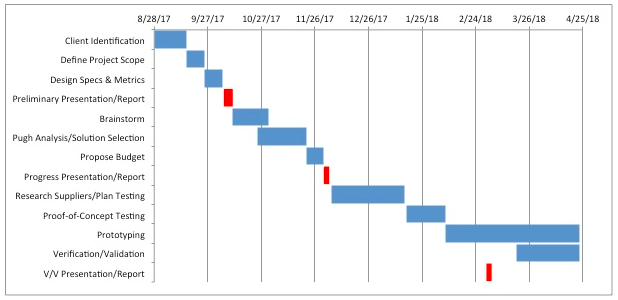 8/28/17 9/27/17 10/27/17 11/26/17 12/26/17 1/25/18 2/24/18 3/26/18 4/25/18
Client Identification
Define Project Scope
Design Specs & Metrics
Preliminary Presentation/Report
Brainstorm
Pugh Analysis/Solution Selection
Propose Budget
Progress Presentation/Report
Research Suppliers/Plan Testing
Proof-of-Concept Testing
Prototyping
Verification/Validation
V/V Presentation/Report